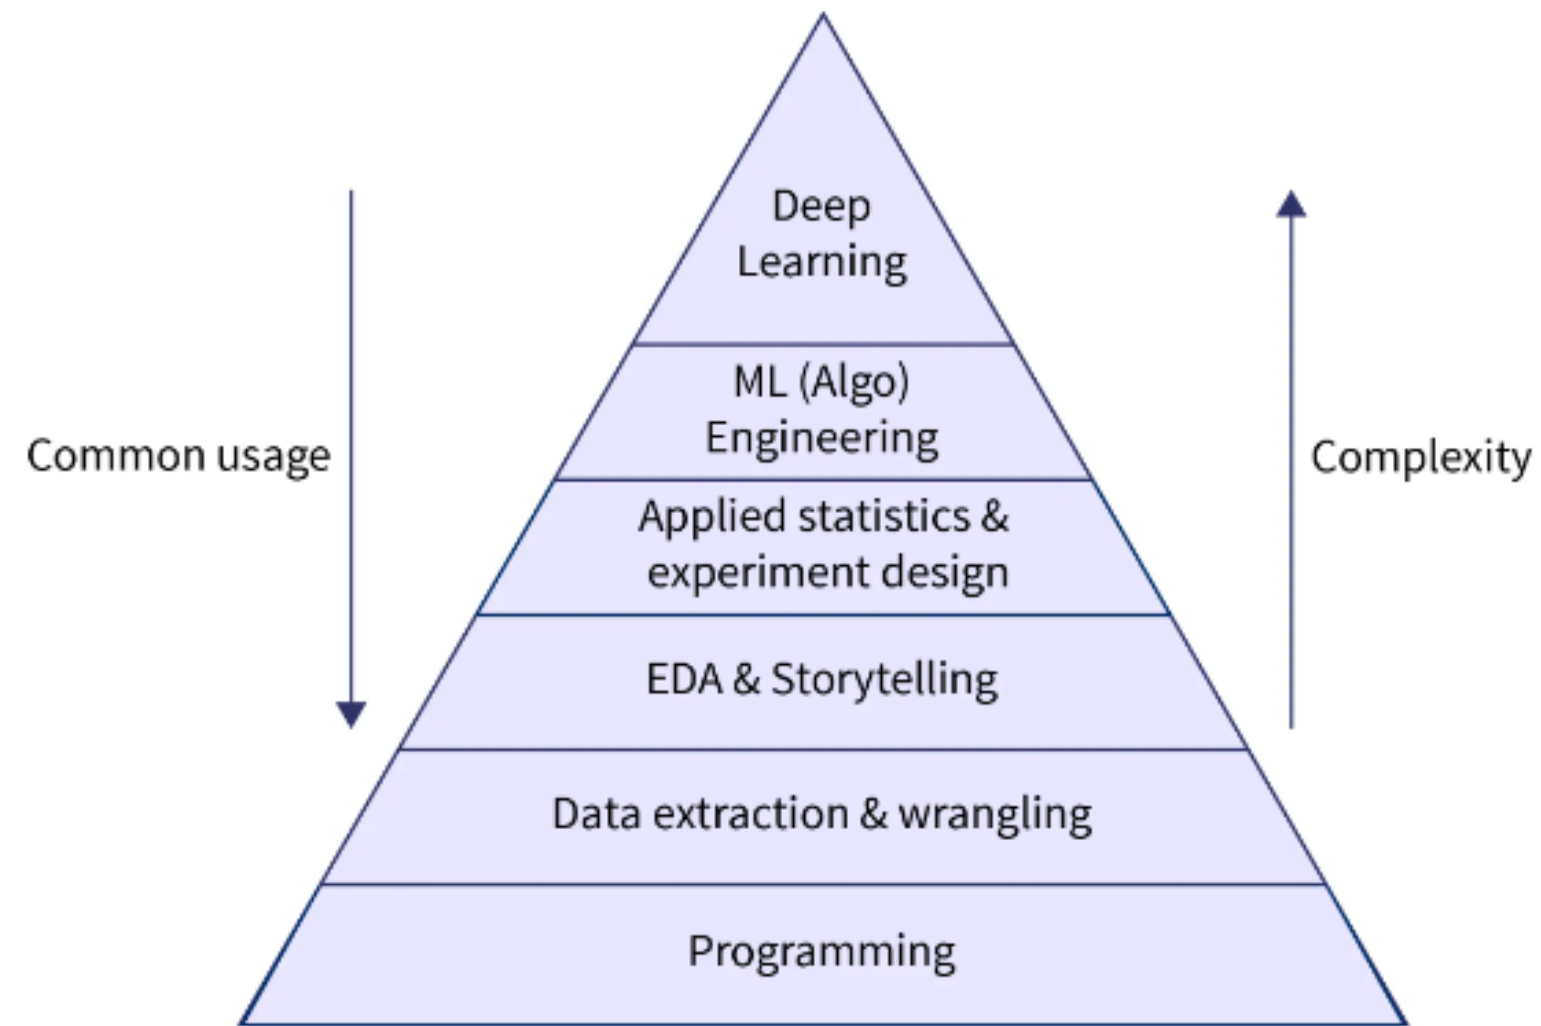 Deep
Learning
ML (Algo)
Engineering
Common usage
Complexity
Applied statistics &
experiment design
EDA & Storytelling
Data extraction & wrangling
Programming